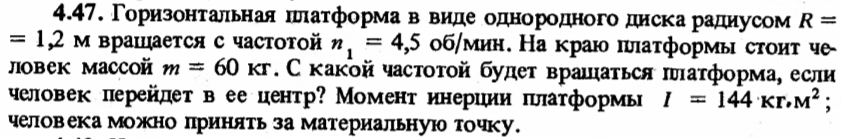 4.47. Горизонтальная платформа в виде однородного диска радиусом R =
= 1,2 м вращается с частотой n₁ = 4,5 об/мин. На краю платформы стоит че-
ловек массой m = 60 кг. С какой частотой будет вращаться платформа, если
человек перейдет в ее центр? Момент инерции платформы I = 144 кг.м²;
человека можно принять за материальную точку.